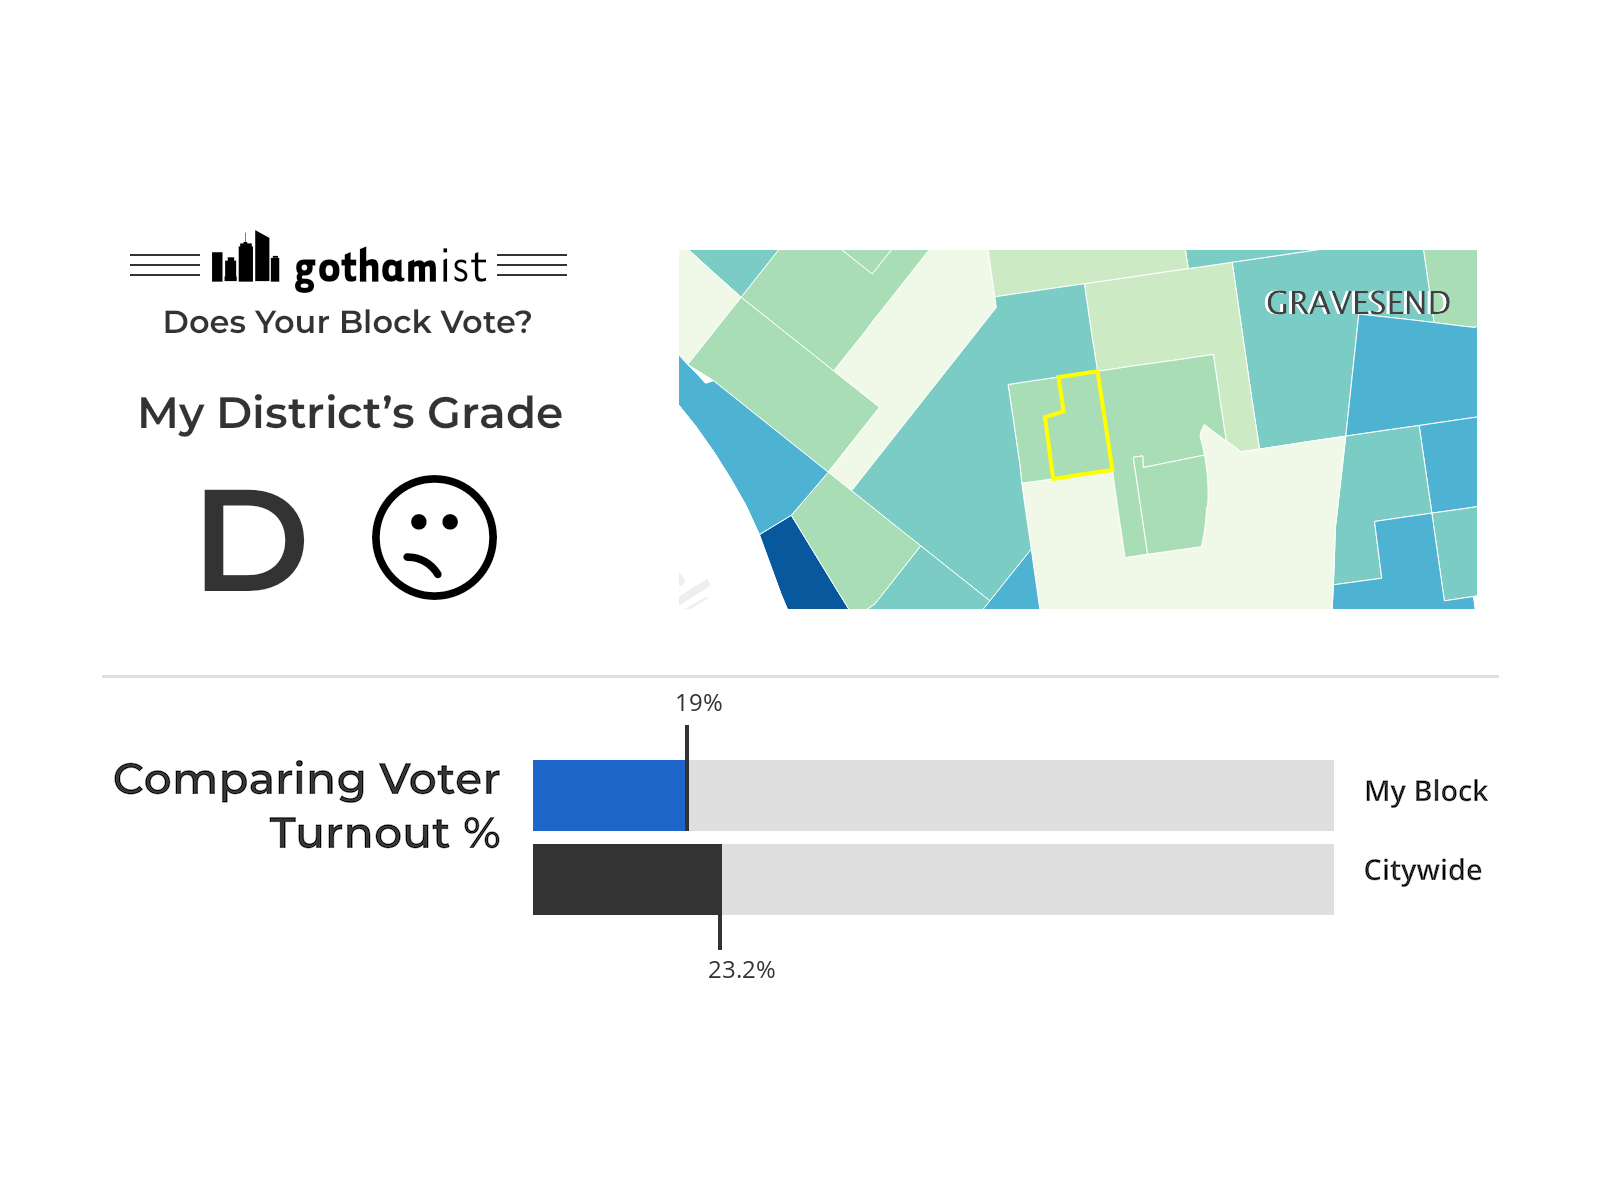 gothamist
Does Your Block Vote?
My District’s Grade
D
GRAVESEND
19%
Comparing Voter
Turnout %
My Block
Citywide
23.2%